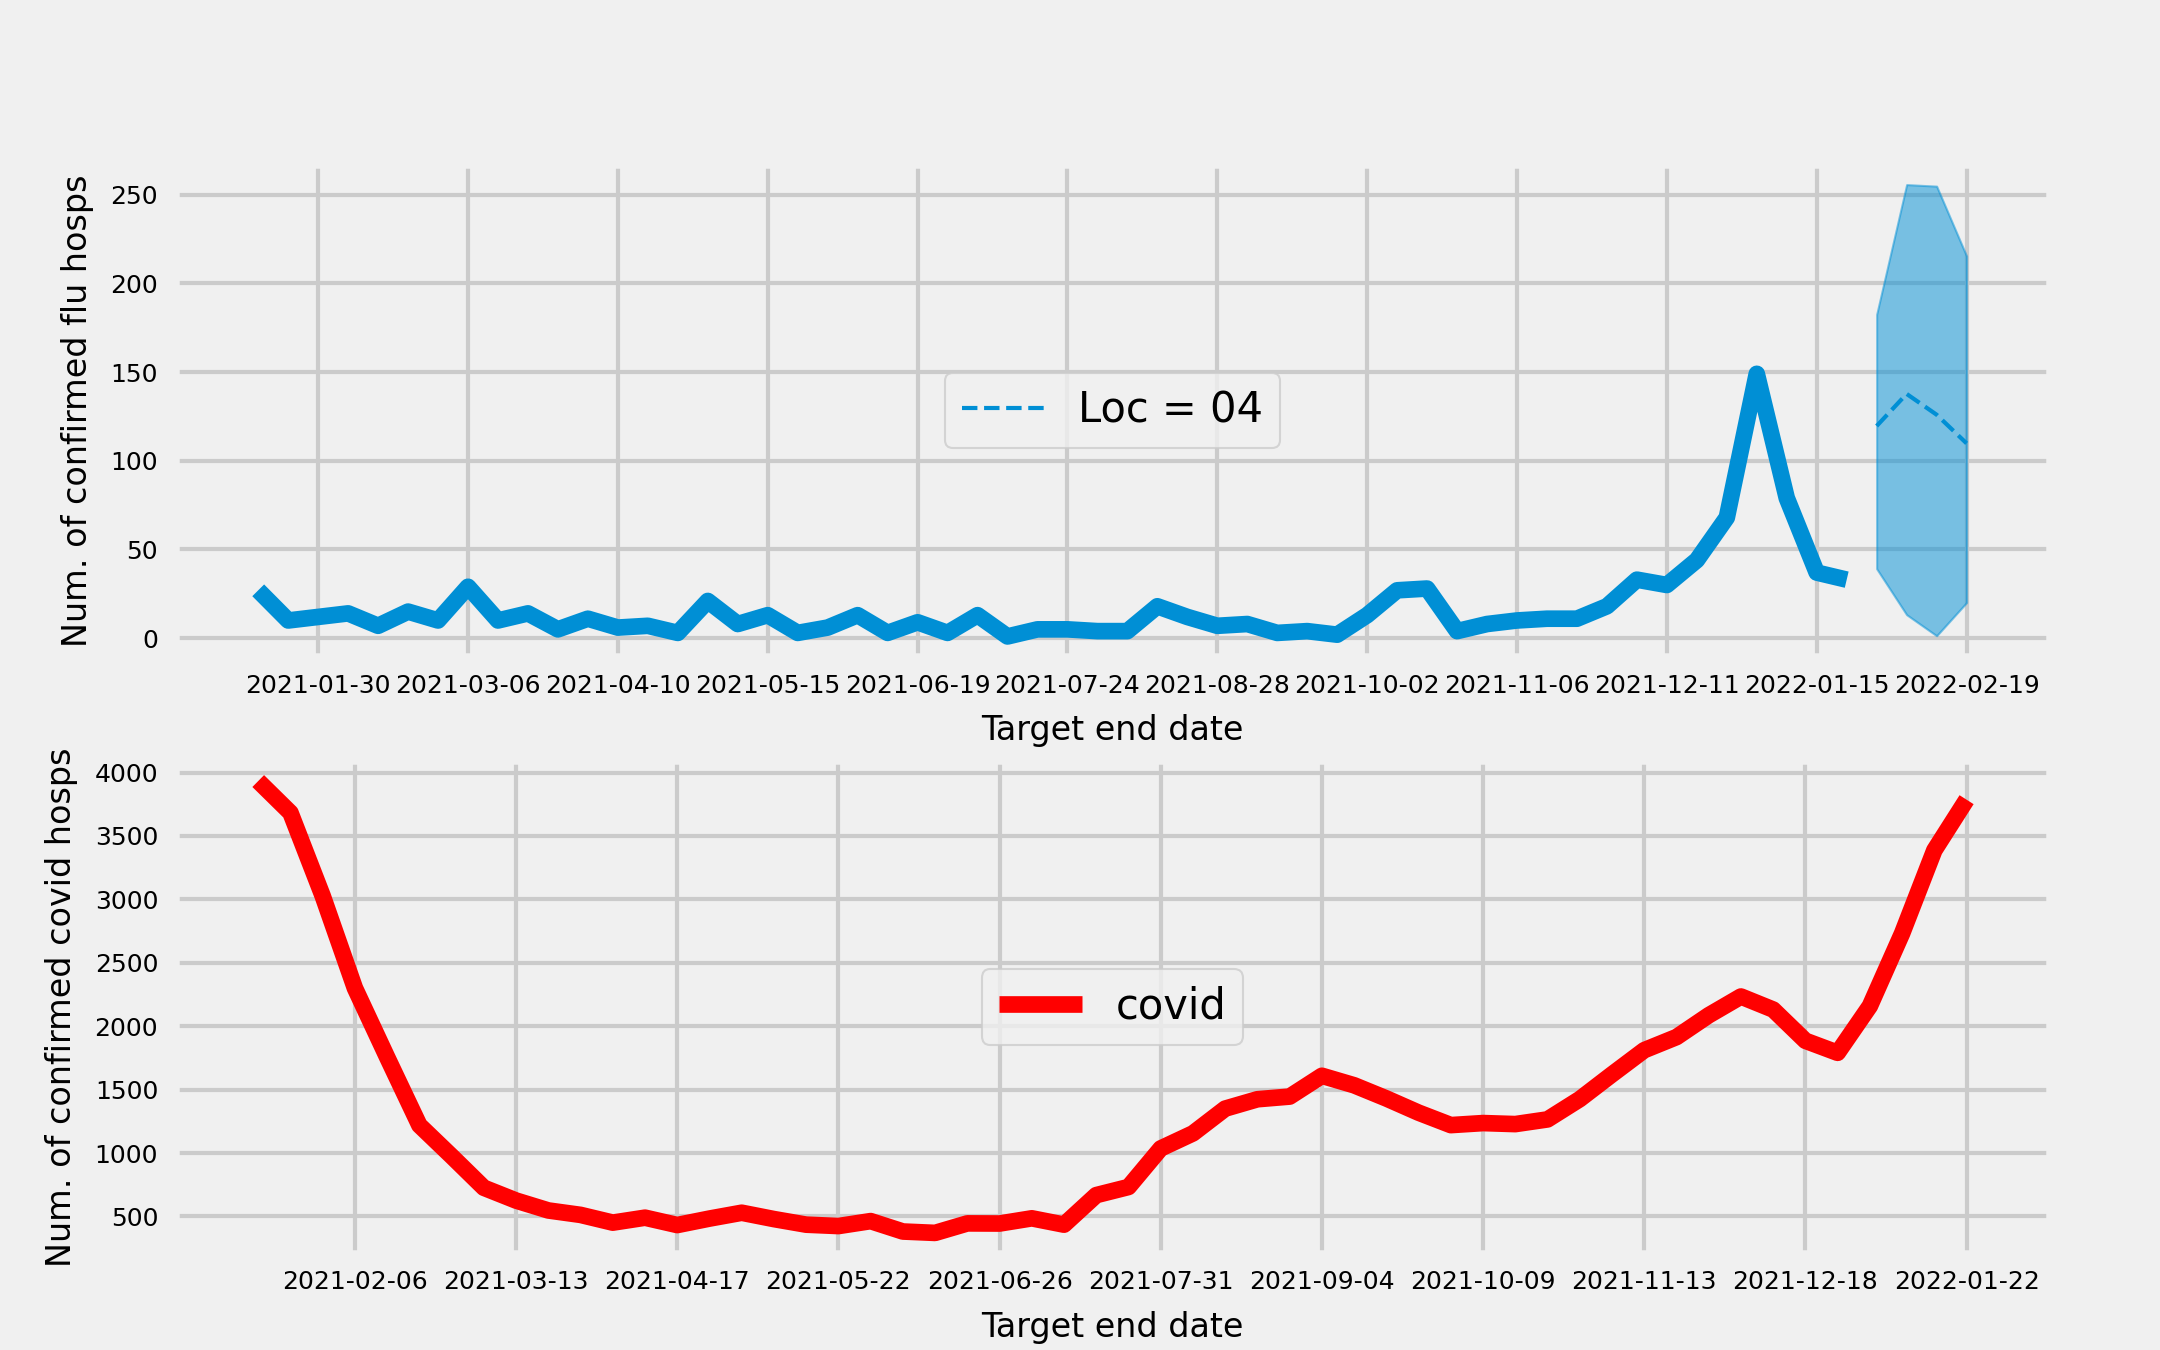 Num. of confirmed flu hosps
250
200
150
100
50
0
Loc = 04
2021-01-30 2021-03-06 2021-04-10 2021-05-15 2021-06-19 2021-07-24 2021-08-28 2021-10-02 2021-11-06 2021-12-11 2022-01-15 2022-02-19
Target end date
Num. of confirmed covid hosps
4000
3500
3000
2500
2000
1500
1000
500
covid
2021-02-06 2021-03-13 2021-04-17 2021-05-22 2021-06-26 2021-07-31 2021-09-04 2021-10-09 2021-11-13 2021-12-18 2022-01-22
Target end date